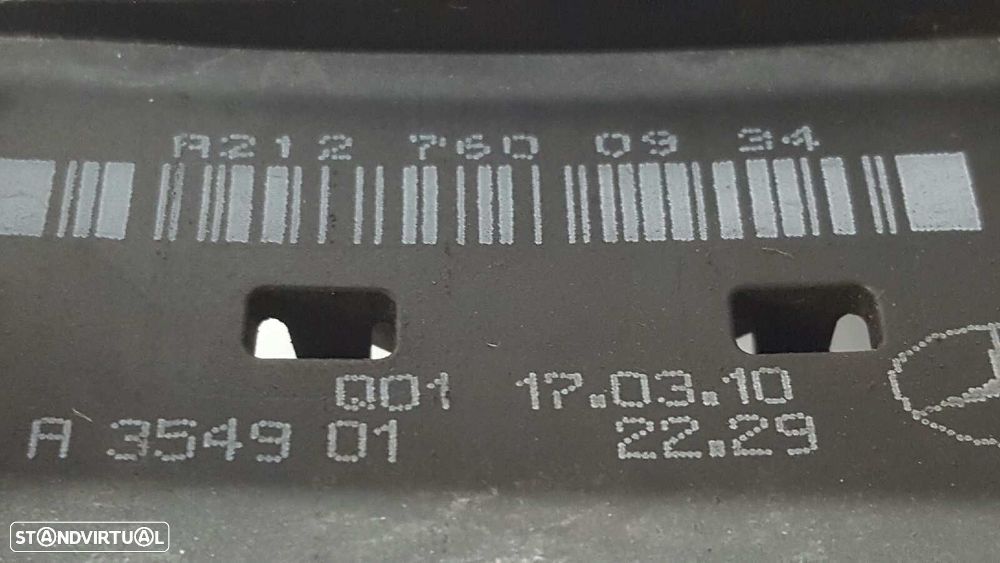 A212 760 09 34
Q01 17.03.10
A 3549 01 22.29
STANDVIRTUAL